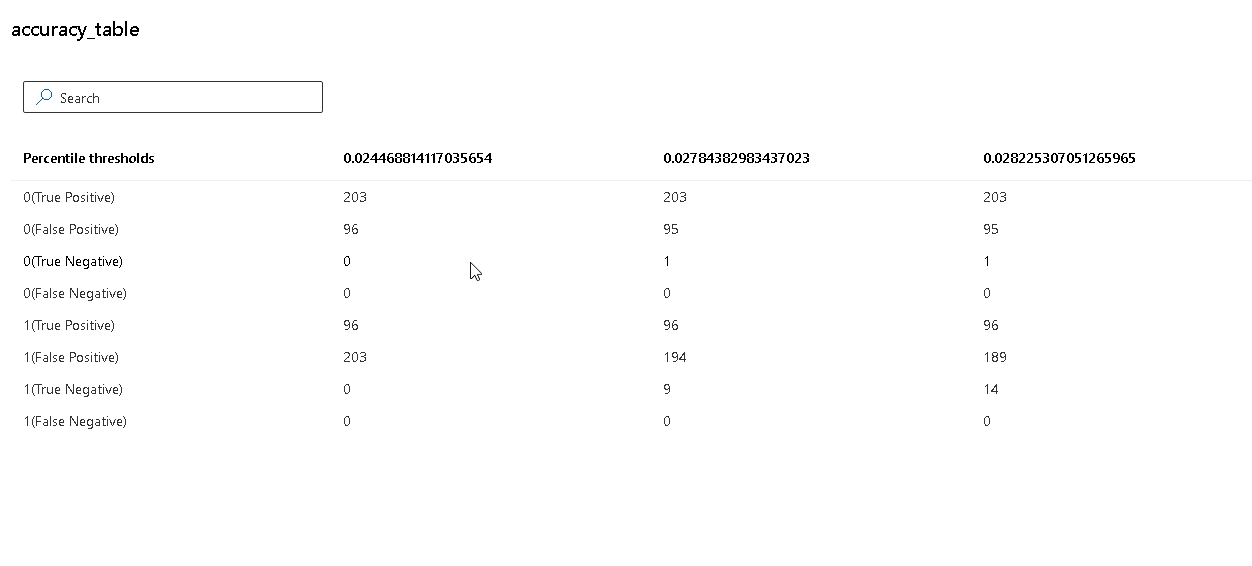 accuracy_table
Search
Percentile thresholds 0.024468814117035654 0.02784382983437023 0.028225307051265965
0(True Positive) 203 203 203
0(False Positive) 96 95 95
0(True Negative) 0 1 1
0(False Negative) 0 0 0
1(True Positive) 96 96 96
1(False Positive) 203 194 189
1(True Negative) 0 9 14
1(False Negative) 0 0 0